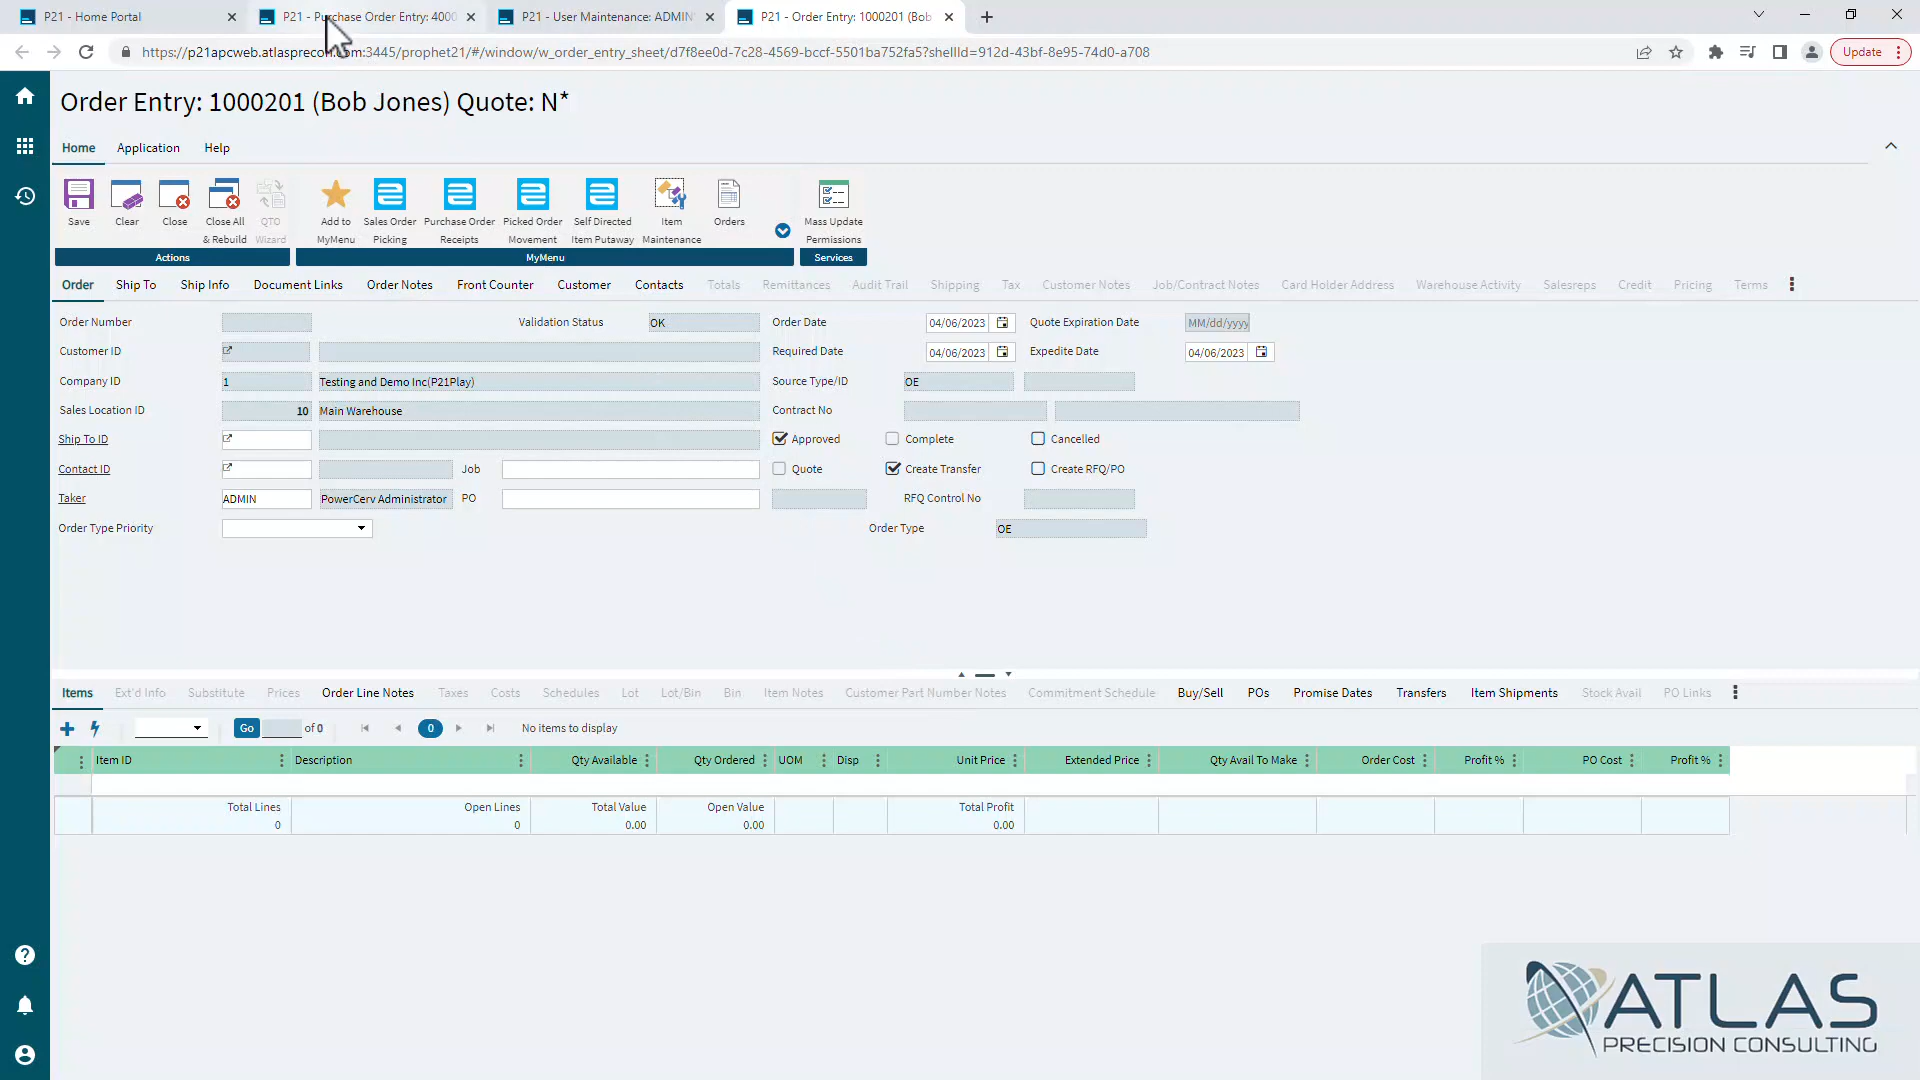 P21 - Home Portal
P21 - Purchase Order Entry: 4000
P21 - User Maintenance: ADMIN
P21 - Order Entry: 1000201 (Bob
https://p21apcweb.atlasprecon.com:3445/prophet21/#/window/w_order_entry_sheet/d7f8ee0d-7c28-4569-bccf-5501ba752fa5?shellId=912d-43bf-8e95-74d0-a708
Update
Order Entry: 1000201 (Bob Jones) Quote: N*
Home Application Help
Save
Clear
Close
Close All & Rebuild
QTO Wizard
Add to MyMenu
Sales Order Picking
Purchase Order Receipts
Picked Order Movement
Self Directed Item Putaway
Item Maintenance
Orders
Mass Update Permissions
Actions MyMenu Services
Order Ship To Ship Info Document Links Order Notes Front Counter Customer Contacts Totals Remittances Audit Trail Shipping Tax Customer Notes Job/Contract Notes Card Holder Address Warehouse Activity Salesreps Credit Pricing Terms
Order Number Validation Status OK Order Date 04/06/2023 Quote Expiration Date MM/dd/yyyy
Customer ID Required Date 04/06/2023 Expedite Date 04/06/2023
Company ID 1 Testing and Demo Inc(P21Play) Source Type/ID OE
Sales Location ID 10 Main Warehouse Contract No
Ship To ID Approved Complete Cancelled
Contact ID Job Quote Create Transfer Create RFQ/PO
Taker ADMIN PowerCerv Administrator PO RFQ Control No
Order Type Priority Order Type OE
Items Ext'd Info Substitute Prices Order Line Notes Taxes Costs Schedules Lot Lot/Bin Bin Item Notes Customer Part Number Notes Commitment Schedule Buy/Sell POs Promise Dates Transfers Item Shipments Stock Avail PO Links
Go of 0 0 No items to display
Item ID Description Qty Available Qty Ordered UOM Disp Unit Price Extended Price Qty Avail To Make Order Cost Profit % PO Cost Profit %
Total Lines Open Lines Total Value Open Value Total Profit
0 0 0.00 0.00 0.00
ATLAS
PRECISION CONSULTING